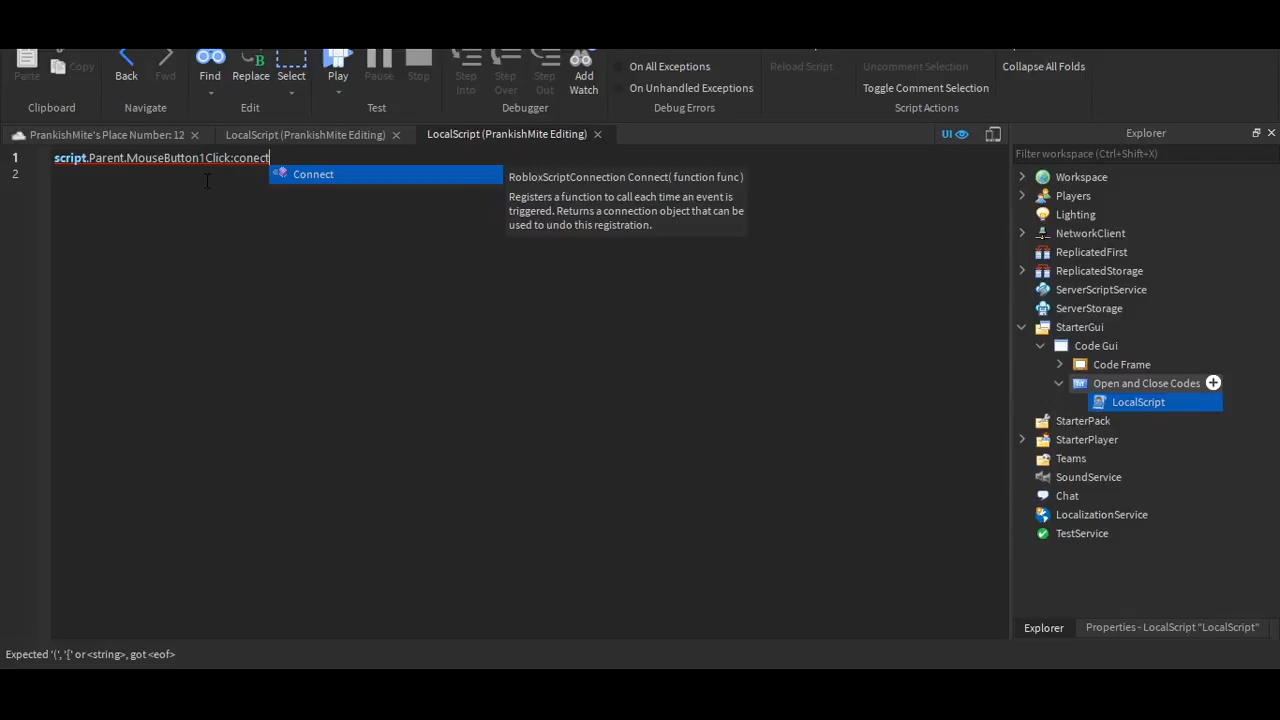 Paste
Copy
Back
Fwd
Find
Replace
Select
Play
Pause
Stop
Step
Into
Step
Over
Step
Out
Add
Watch
On All Exceptions
On Unhandled Exceptions
Reload Script
Uncomment Selection
Toggle Comment Selection
Collapse All Folds
Clipboard
Navigate
Edit
Test
Debugger
Debug Errors
Script Actions
PrankishMite's Place Number: 12
LocalScript (PrankishMite Editing)
LocalScript (PrankishMite Editing)
UI
Explorer
1 script.Parent.MouseButton1Click:conect
2
Connect
RobloxScriptConnection Connect( function func )
Registers a function to call each time an event is
triggered. Returns a connection object that can be
used to undo this registration.
Filter workspace (Ctrl+Shift+X)
Workspace
Players
Lighting
NetworkClient
ReplicatedFirst
ReplicatedStorage
ServerScriptService
ServerStorage
StarterGui
Code Gui
Code Frame
Open and Close Codes
LocalScript
StarterPack
StarterPlayer
Teams
SoundService
Chat
LocalizationService
TestService
Explorer
Properties - LocalScript "LocalScript"
Expected '(', '{' or <string>, got <eof>